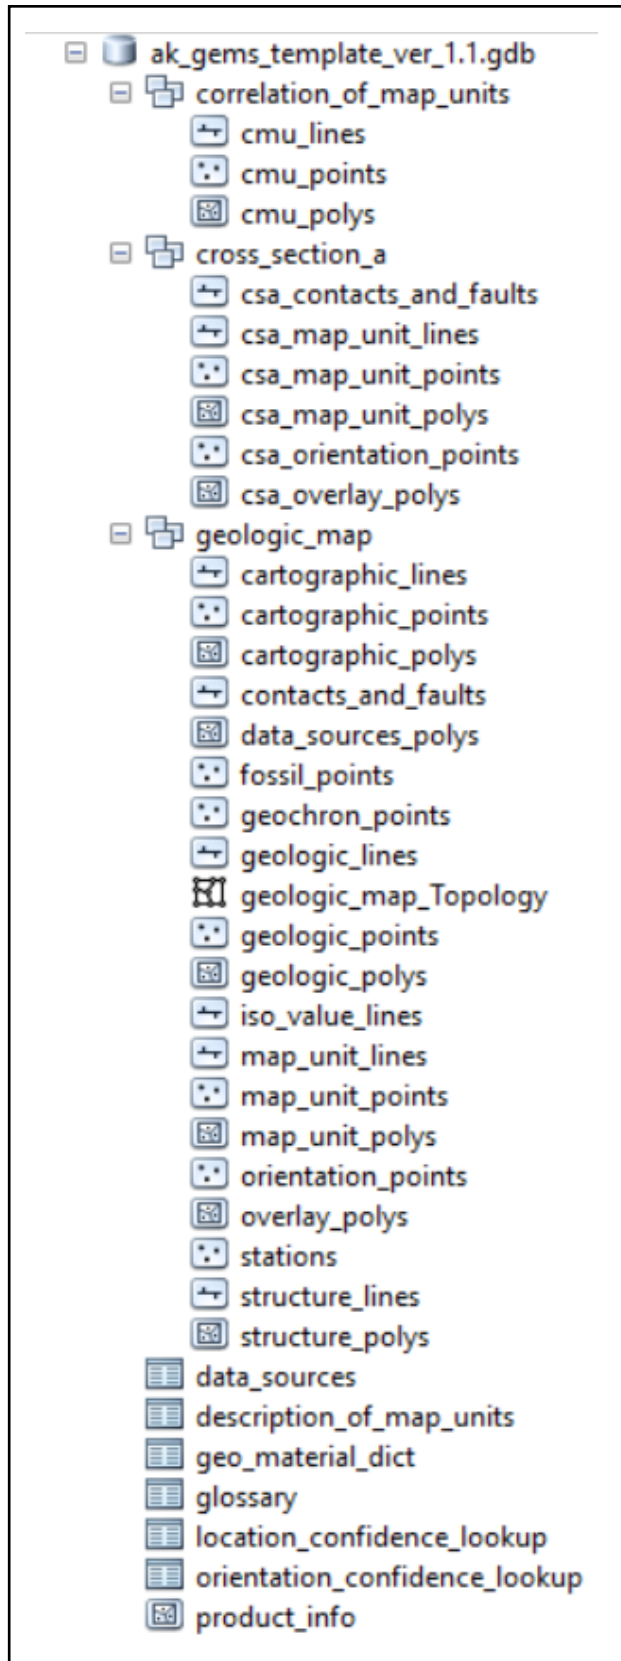 ak_gems_template_ver_1.1.gdb
correlation_of_map_units
cmu_lines
cmu_points
cmu_polys
cross_section_a
csa_contacts_and_faults
csa_map_unit_lines
csa_map_unit_points
csa_map_unit_polys
csa_orientation_points
csa_overlay_polys
geologic_map
cartographic_lines
cartographic_points
cartographic_polys
contacts_and_faults
data_sources_polys
fossil_points
geochron_points
geologic_lines
geologic_map_Topology
geologic_points
geologic_polys
iso_value_lines
map_unit_lines
map_unit_points
map_unit_polys
orientation_points
overlay_polys
stations
structure_lines
structure_polys
data_sources
description_of_map_units
geo_material_dict
glossary
location_confidence_lookup
orientation_confidence_lookup
product_info